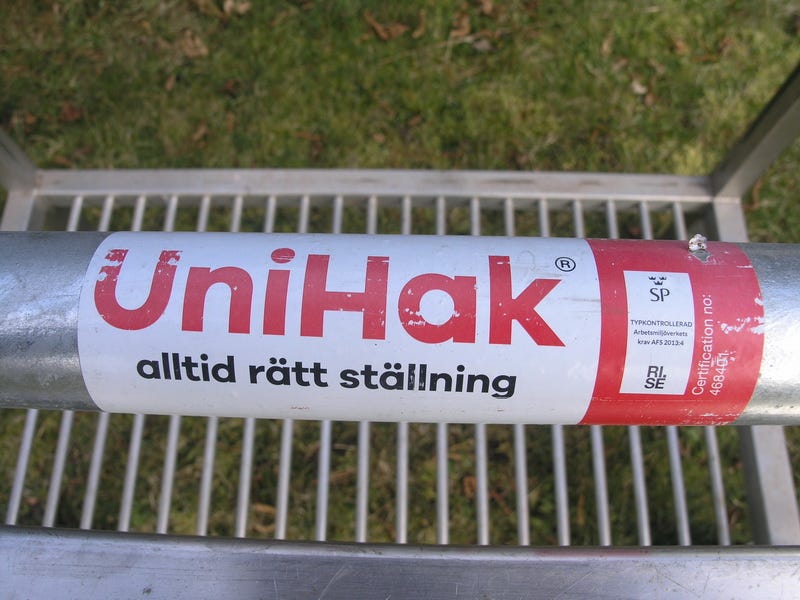 UniHak®
alltid rätt ställning
SP
TYPKONTROLLERAD
Arbetsmiljöverkets
krav AFS 2013:4
RI.
SE
Certification no:
468401